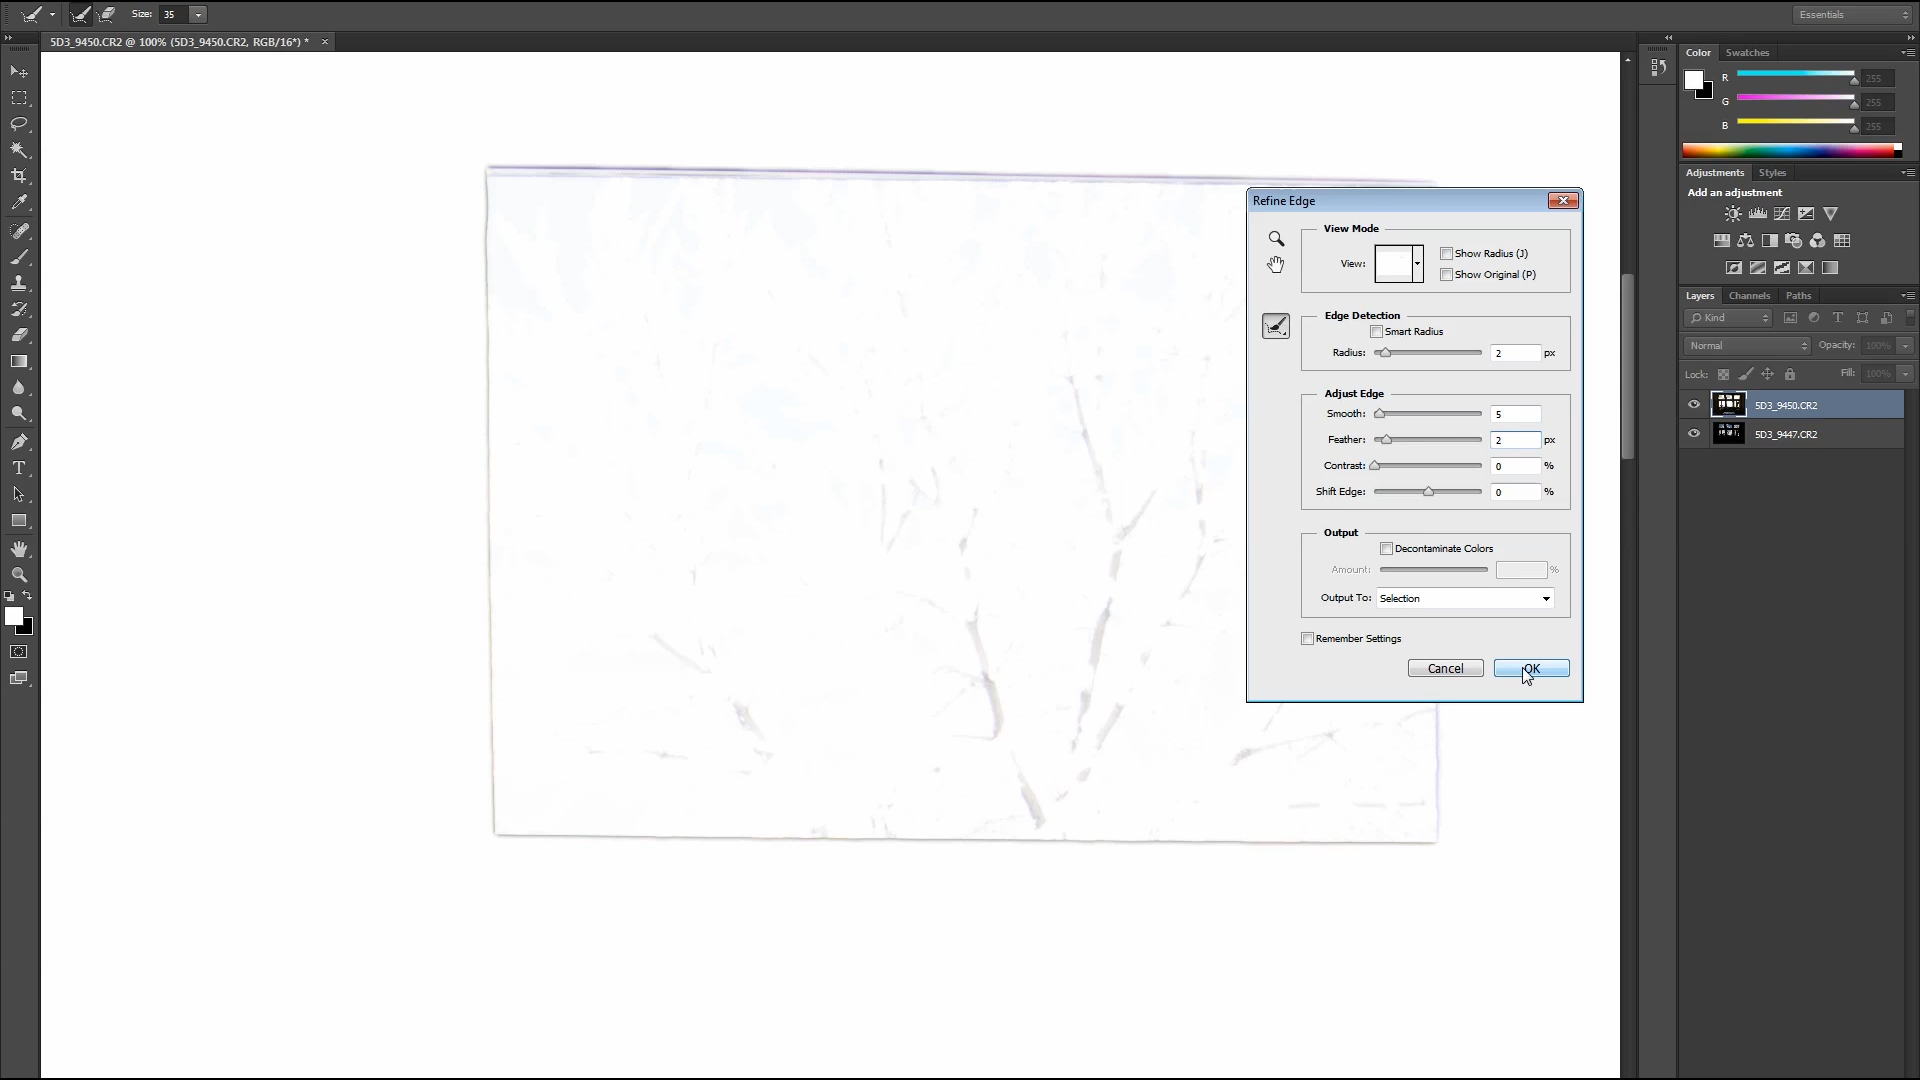 Size: 35
Essentials
5D3_9450.CR2 @ 100% (5D3_9450.CR2, RGB/16*) *
Color Swatches
R 255
G 255
B 255
Adjustments Styles
Add an adjustment
Layers Channels Paths
Kind
Normal Opacity: 100%
Lock: Fill: 100%
5D3_9450.CR2
5D3_9447.CR2
Refine Edge
View Mode
View:
Show Radius (J)
Show Original (P)
Edge Detection
Smart Radius
Radius: 2 px
Adjust Edge
Smooth: 5
Feather: 2 px
Contrast: 0 %
Shift Edge: 0 %
Output
Decontaminate Colors
Amount: %
Output To: Selection
Remember Settings
Cancel OK